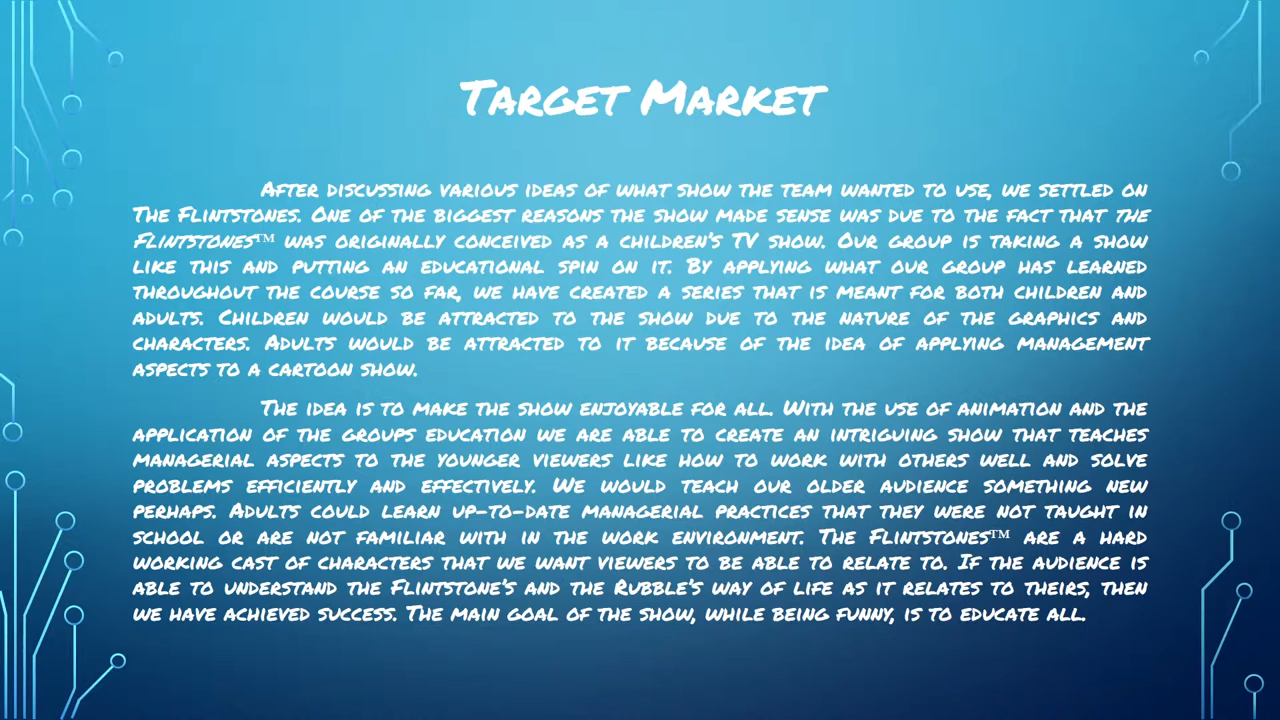 Target Market
After discussing various ideas of what show the team wanted to use, we settled on
The Flintstones. One of the biggest reasons the show made sense was due to the fact that the
Flintstones™ was originally conceived as a children's TV show. Our group is taking a show
like this and putting an educational spin on it. By applying what our group has learned
throughout the course so far, we have created a series that is meant for both children and
adults. Children would be attracted to the show due to the nature of the graphics and
characters. Adults would be attracted to it because of the idea of applying management
aspects to a cartoon show.
The idea is to make the show enjoyable for all. With the use of animation and the
application of the groups education we are able to create an intriguing show that teaches
managerial aspects to the younger viewers like how to work with others well and solve
problems efficiently and effectively. We would teach our older audience something new
perhaps. Adults could learn up-to-date managerial practices that they were not taught in
school or are not familiar with in the work environment. The Flintstones™ are a hard
working cast of characters that we want viewers to be able to relate to. If the audience is
able to understand the Flintstone's and the Rubble's way of life as it relates to theirs, then
we have achieved success. The main goal of the show, while being funny, is to educate all.